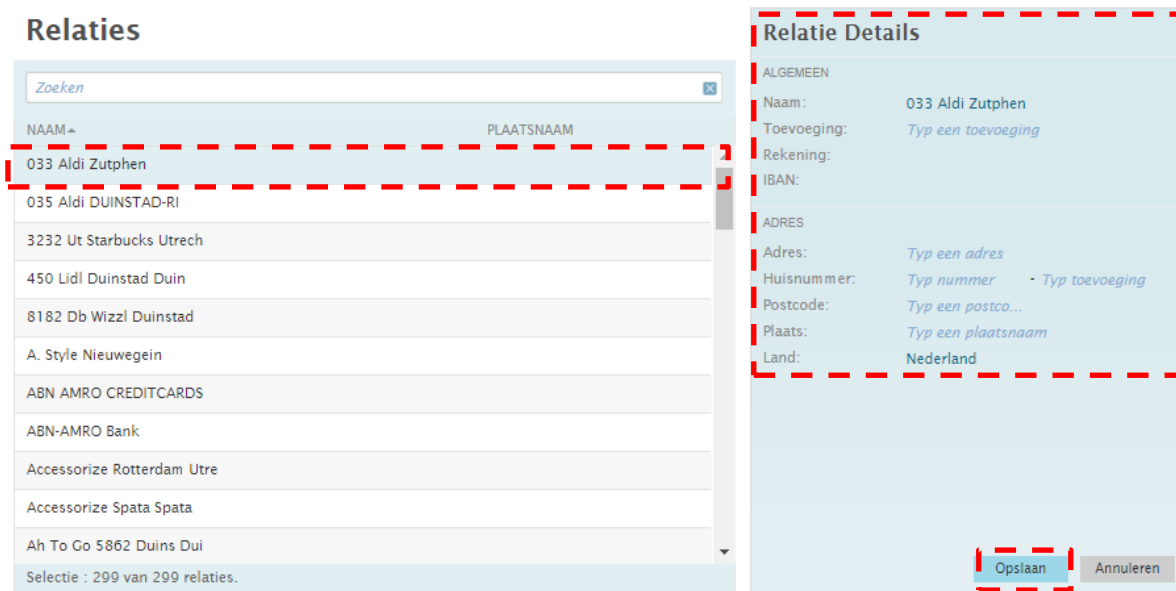 Relaties
Zoeken
NAAM PLAATSNAAM
033 Aldi Zutphen
035 Aldi DUINSTAD-RI
3232 Ut Starbucks Utrech
450 Lidl Duinstad Duin
8182 Db Wizzl Duinstad
A. Style Nieuwegein
ABN AMRO CREDITCARDS
ABN-AMRO Bank
Accessorize Rotterdam Utre
Accessorize Spata Spata
Ah To Go 5862 Duins Dui
Selectie : 299 van 299 relaties.
Relatie Details
ALGEMEEN
Naam: 033 Aldi Zutphen
Toevoeging: Typ een toevoeging
Rekening:
IBAN:
ADRES
Adres: Typ een adres
Huisnummer: Typ nummer - Typ toevoeging
Postcode: Typ een postco...
Plaats: Typ een plaatsnaam
Land: Nederland
Opslaan Annuleren